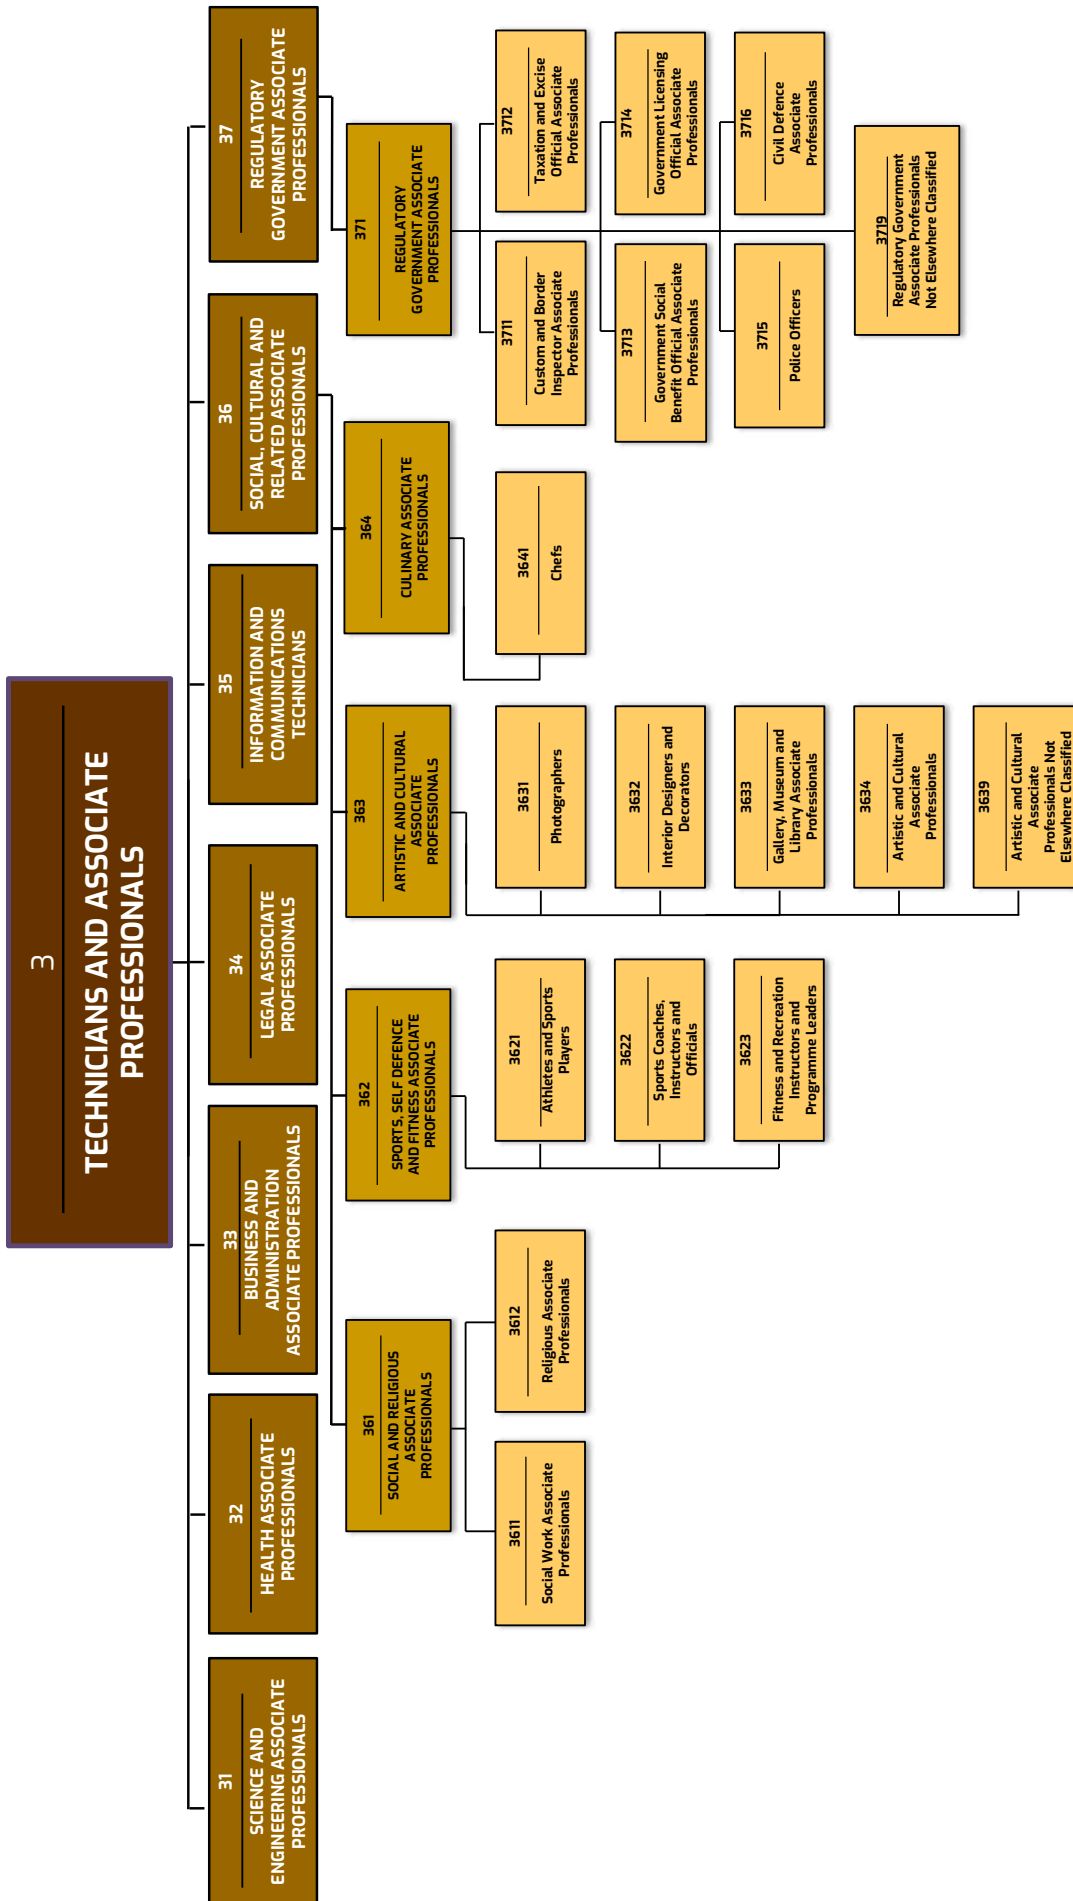 3
TECHNICIANS AND ASSOCIATE
PROFESSIONALS
31
SCIENCE AND
ENGINEERING ASSOCIATE
PROFESSIONALS
32
HEALTH ASSOCIATE
PROFESSIONALS
33
BUSINESS AND
ADMINISTRATION
ASSOCIATE PROFESSIONALS
34
LEGAL ASSOCIATE
PROFESSIONALS
35
INFORMATION AND
COMMUNICATIONS
TECHNICIANS
36
SOCIAL, CULTURAL AND
RELATED ASSOCIATE
PROFESSIONALS
37
REGULATORY
GOVERNMENT ASSOCIATE
PROFESSIONALS
361
SOCIAL AND RELIGIOUS
ASSOCIATE
PROFESSIONALS
362
SPORTS, SELF DEFENCE
AND FITNESS ASSOCIATE
PROFESSIONALS
363
ARTISTIC AND CULTURAL
ASSOCIATE
PROFESSIONALS
364
CULINARY ASSOCIATE
PROFESSIONALS
371
REGULATORY
GOVERNMENT ASSOCIATE
PROFESSIONALS
3611
Social Work Associate
Professionals
3612
Religious Associate
Professionals
3621
Athletes and Sports
Players
3622
Sports Coaches,
Instructors and
Officials
3623
Fitness and Recreation
Instructors and
Programme Leaders
3631
Photographers
3632
Interior Designers and
Decorators
3633
Gallery, Museum and
Library Associate
Professionals
3634
Artistic and Cultural
Associate
Professionals
3639
Artistic and Cultural
Associate
Professionals Not
Elsewhere Classified
3641
Chefs
3711
Custom and Border
Inspector Associate
Professionals
3712
Taxation and Excise
Official Associate
Professionals
3713
Government Social
Benefit Official Associate
Professionals
3714
Government Licensing
Official Associate
Professionals
3715
Police Officers
3716
Civil Defence
Associate
Professionals
3719
Regulatory Government
Associate Professionals
Not Elsewhere Classified